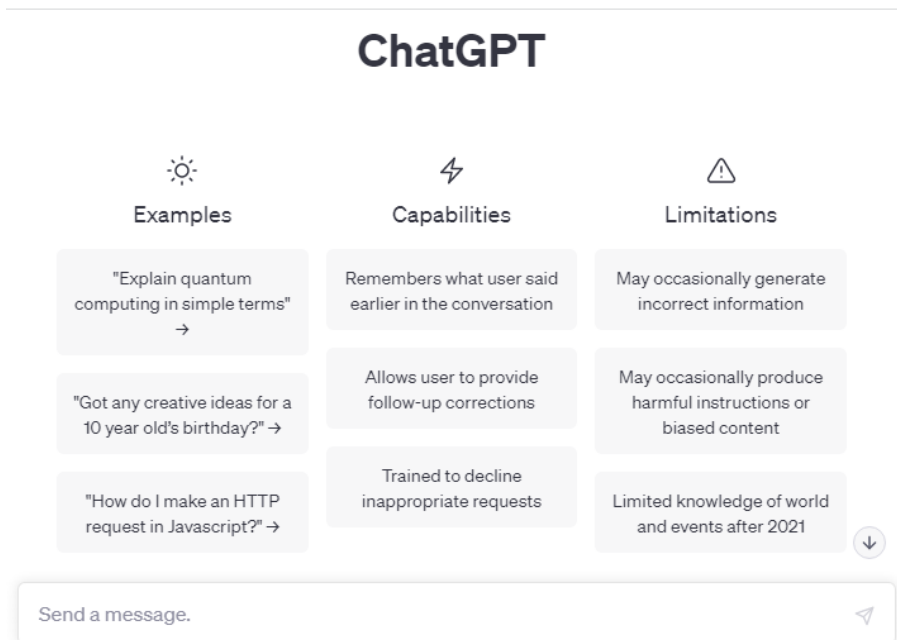 ChatGPT
Examples
"Explain quantum
computing in simple terms"
→
"Got any creative ideas for a
10 year old's birthday?" →
"How do I make an HTTP
request in Javascript?" →
Capabilities
Remembers what user said
earlier in the conversation
Allows user to provide
follow-up corrections
Trained to decline
inappropriate requests
Limitations
May occasionally generate
incorrect information
May occasionally produce
harmful instructions or
biased content
Limited knowledge of world
and events after 2021
Send a message.